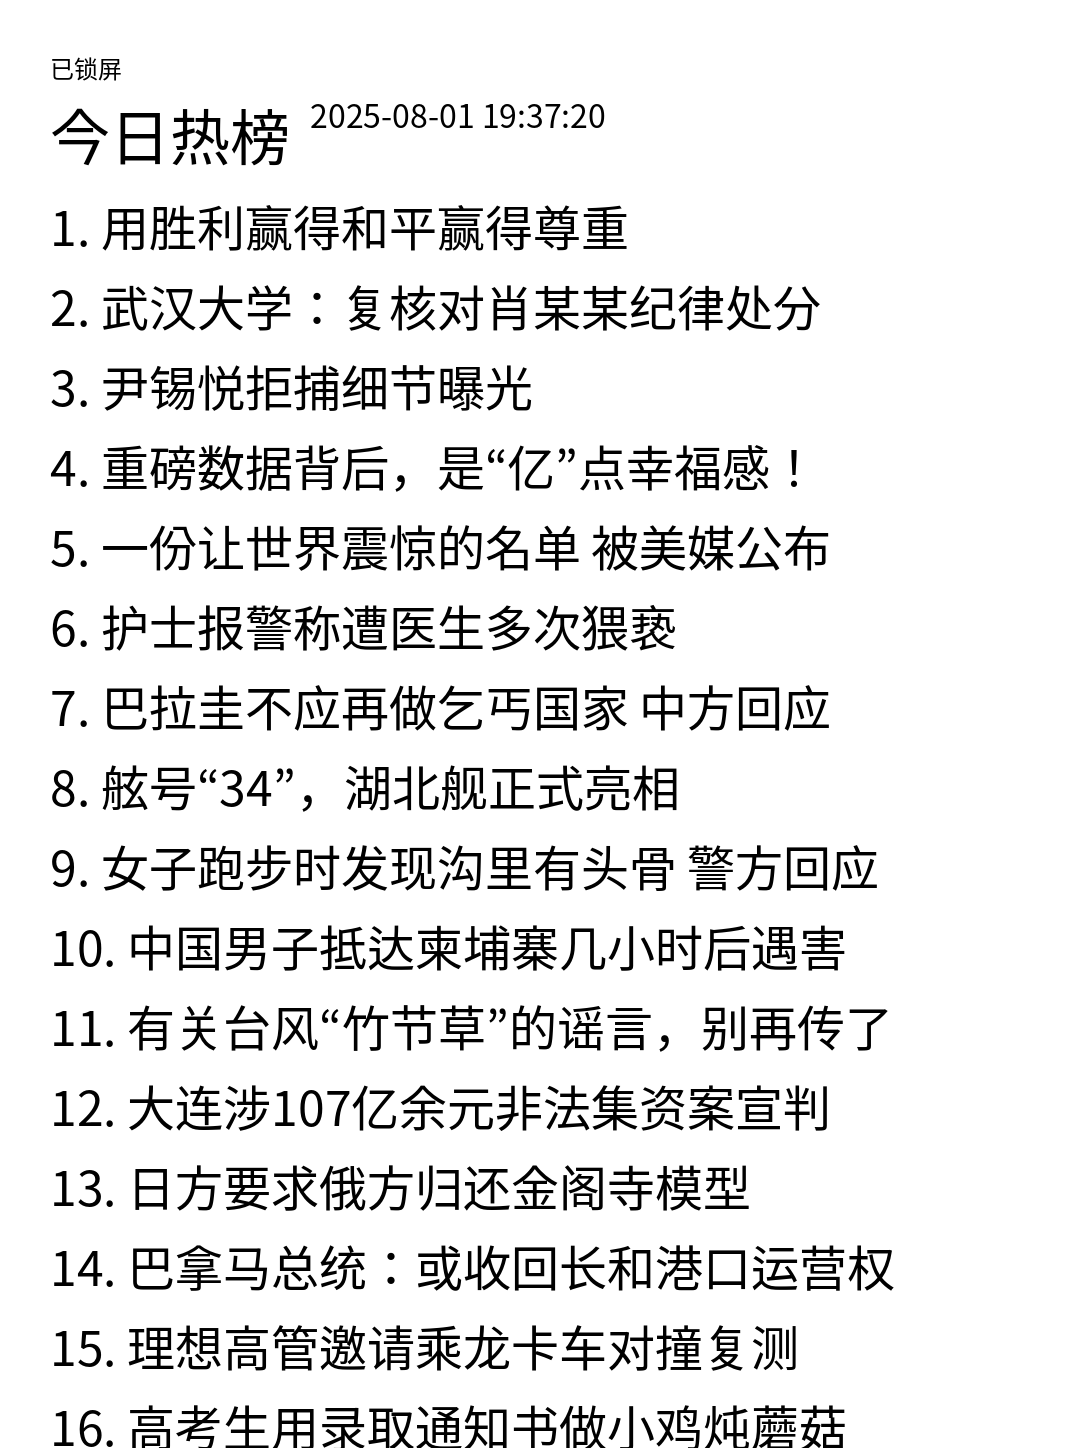 已锁屏
今日热榜 2025-08-01 19:37:20
1. 用胜利赢得和平赢得尊重
2. 武汉大学：复核对肖某某纪律处分
3. 尹锡悦拒捕细节曝光
4. 重磅数据背后，是“亿”点幸福感！
5. 一份让世界震惊的名单 被美媒公布
6. 护士报警称遭医生多次猥亵
7. 巴拉圭不应再做乞丐国家 中方回应
8. 舷号“34”，湖北舰正式亮相
9. 女子跑步时发现沟里有头骨 警方回应
10. 中国男子抵达柬埔寨几小时后遇害
11. 有关台风“竹节草”的谣言，别再传了
12. 大连涉107亿余元非法集资案宣判
13. 日方要求俄方归还金阁寺模型
14. 巴拿马总统：或收回长和港口运营权
15. 理想高管邀请乘龙卡车对撞复测
16. 高考生用录取通知书做小鸡炖蘑菇